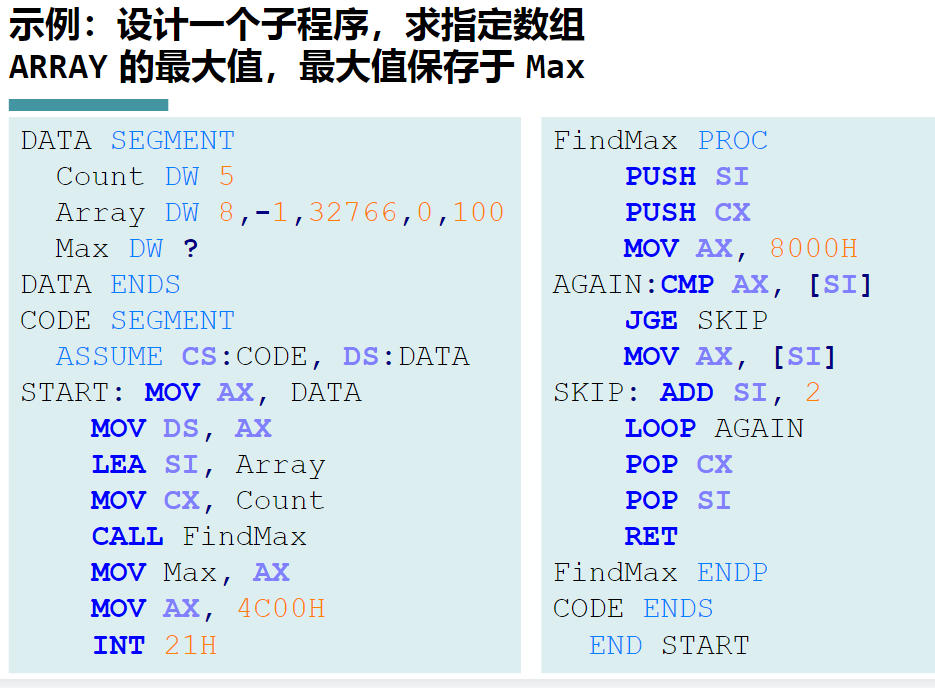 示例：设计一个子程序，求指定数组
ARRAY 的最大值，最大值保存于 Max
DATA SEGMENT
Count DW 5
Array DW 8,-1,32766,0,100
Max DW ?
DATA ENDS
CODE SEGMENT
ASSUME CS:CODE, DS:DATA
START: MOV AX, DATA
MOV DS, AX
LEA SI, Array
MOV CX, Count
CALL FindMax
MOV Max, AX
MOV AX, 4C00H
INT 21H
FindMax PROC
PUSH SI
PUSH CX
MOV AX, 8000H
AGAIN:CMP AX, [SI]
JGE SKIP
MOV AX, [SI]
SKIP: ADD SI, 2
LOOP AGAIN
POP CX
POP SI
RET
FindMax ENDP
CODE ENDS
END START